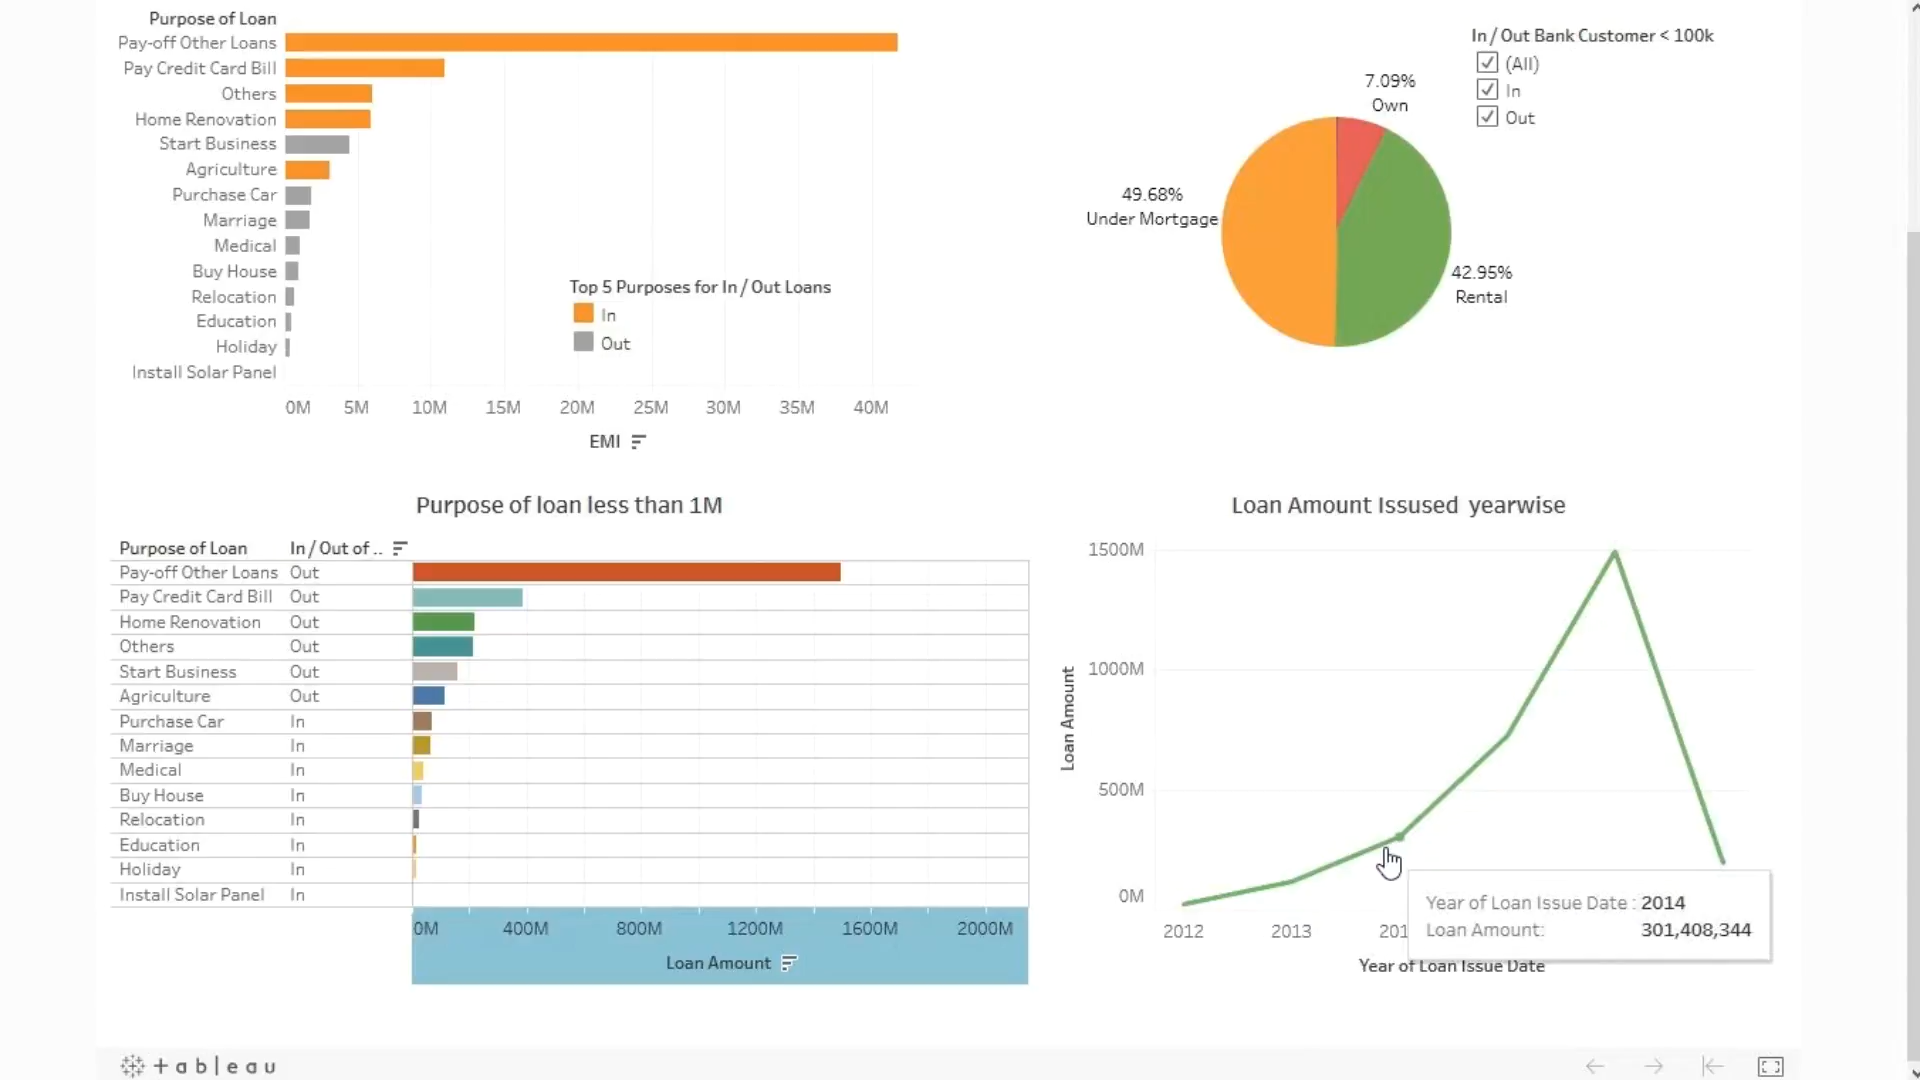 Purpose of Loan
Pay-off Other Loans
Pay Credit Card Bill
Others
Home Renovation
Start Business
Agriculture
Purchase Car
Marriage
Medical
Buy House
Relocation
Education
Holiday
Install Solar Panel
0M 5M 10M 15M 20M 25M 30M 35M 40M
EMI
Top 5 Purposes for In / Out Loans
In
Out
7.09%
Own
49.68%
Under Mortgage
42.95%
Rental
In / Out Bank Customer < 100k
(All)
In
Out
Purpose of loan less than 1M
Purpose of Loan In / Out of ..
Pay-off Other Loans Out
Pay Credit Card Bill Out
Home Renovation Out
Others Out
Start Business Out
Agriculture Out
Purchase Car In
Marriage In
Medical In
Buy House In
Relocation In
Education In
Holiday In
Install Solar Panel In
0M 400M 800M 1200M 1600M 2000M
Loan Amount
Loan Amount Issused yearwise
1500M
1000M
500M
0M
Loan Amount
2012 2013
Year of Loan Issue Date
Year of Loan Issue Date : 2014
Loan Amount: 301,408,344
+ a b | e a u